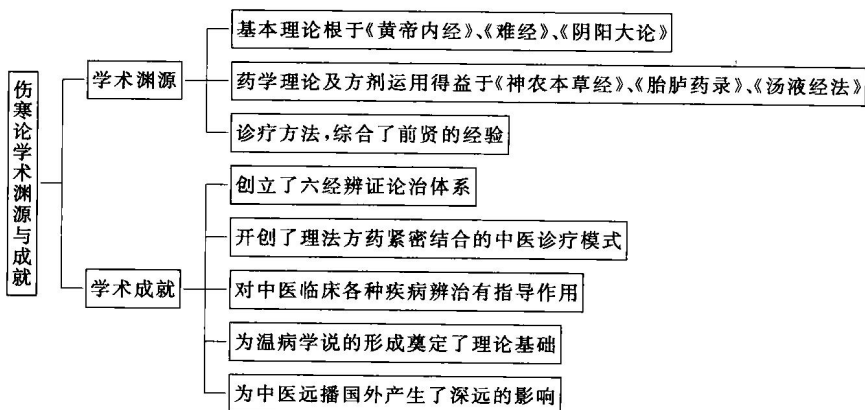 伤寒论学术渊源与成就
学术渊源
基本理论根于《黄帝内经》、《难经》、《阴阳大论》
药学理论及方剂运用得益于《神农本草经》、《胎胪药录》、《汤液经法》
诊疗方法,综合了前贤的经验
学术成就
创立了六经辨证论治体系
开创了理法方药紧密结合的中医诊疗模式
对中医临床各种疾病辨治有指导作用
为温病学说的形成奠定了理论基础
为中医远播国外产生了深远的影响